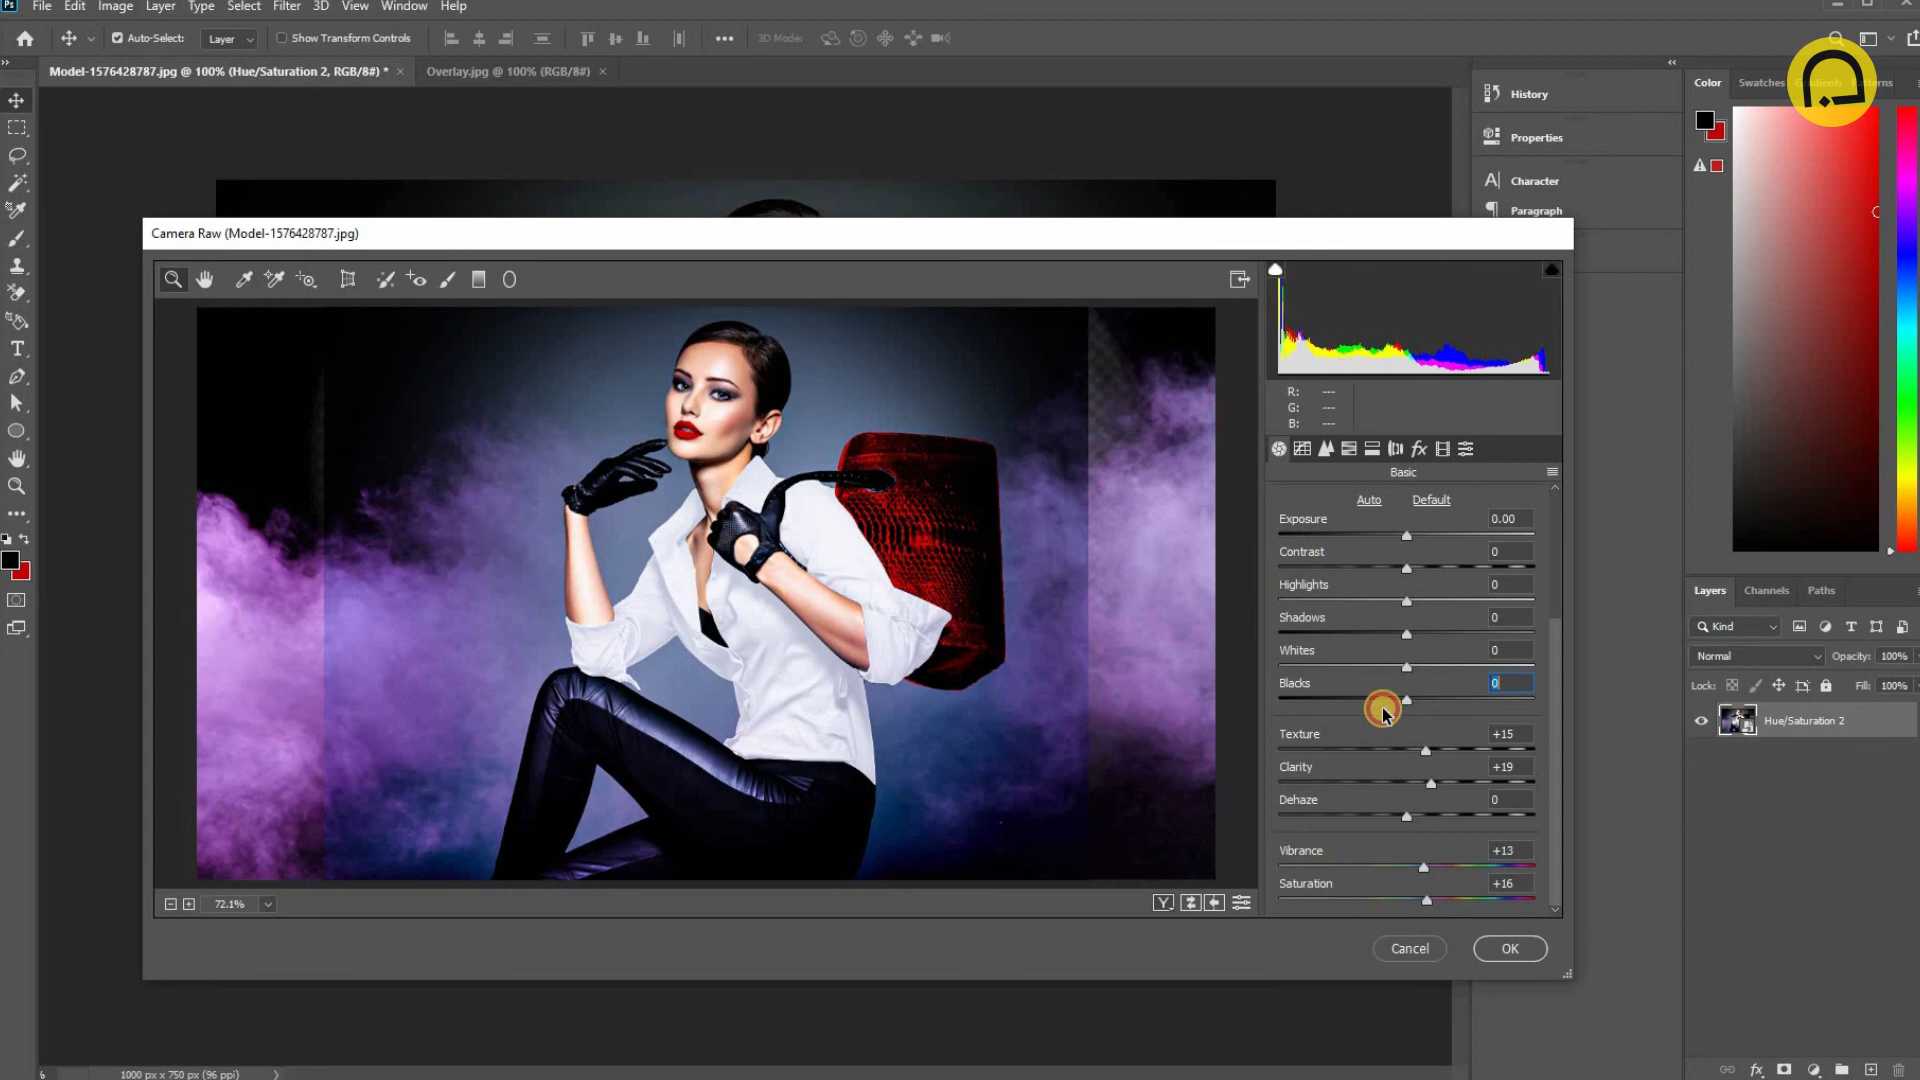 Ps File Edit Image Layer Type Select Filter 3D View Window Help
Auto-Select: Layer Show Transform Controls 3D Mode:
Model-1576428787.jpg @ 100% (Hue/Saturation 2, RGB/8#) * × Overlay.jpg @ 100% (RGB/8#) ×
History
Properties
Character
Paragraph
Color Swatches
Camera Raw (Model-1576428787.jpg)
R: ---
G: ---
B: ---
Basic
Auto Default
Exposure 0.00
Contrast 0
Highlights 0
Shadows 0
Whites 0
Blacks 0
Texture +15
Clarity +19
Dehaze 0
Vibrance +13
Saturation +16
72.1%
Cancel OK
Layers Channels Paths
Kind
Normal Opacity: 100%
Lock: Fill: 100%
Hue/Saturation 2
1000 px x 750 px (96 ppi)